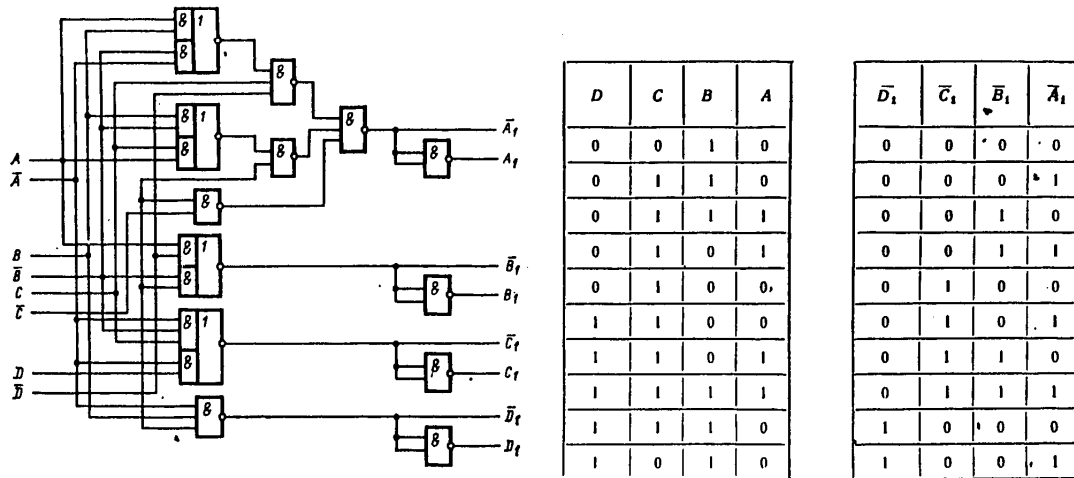 & 1
&
&
& 1
&
&
&
&
Ā₁
&
A₁
A
Ā
&
& 1
&
B
B̄
C
C̄
B̄₁
&
B₁
& 1
&
D
D̄
C̄₁
&
C₁
&
D̄₁
&
D₁
D C B A
0 0 1 0
0 1 1 0
0 1 1 1
0 1 0 1
0 1 0 0
1 1 0 0
1 1 0 1
1 1 1 1
1 1 1 0
1 0 1 0
D̄₁ C̄₁ B̄₁ Ā₁
0 0 0 0
0 0 0 1
0 0 1 0
0 0 1 1
0 1 0 0
0 1 0 1
0 1 1 0
0 1 1 1
1 0 0 0
1 0 0 1